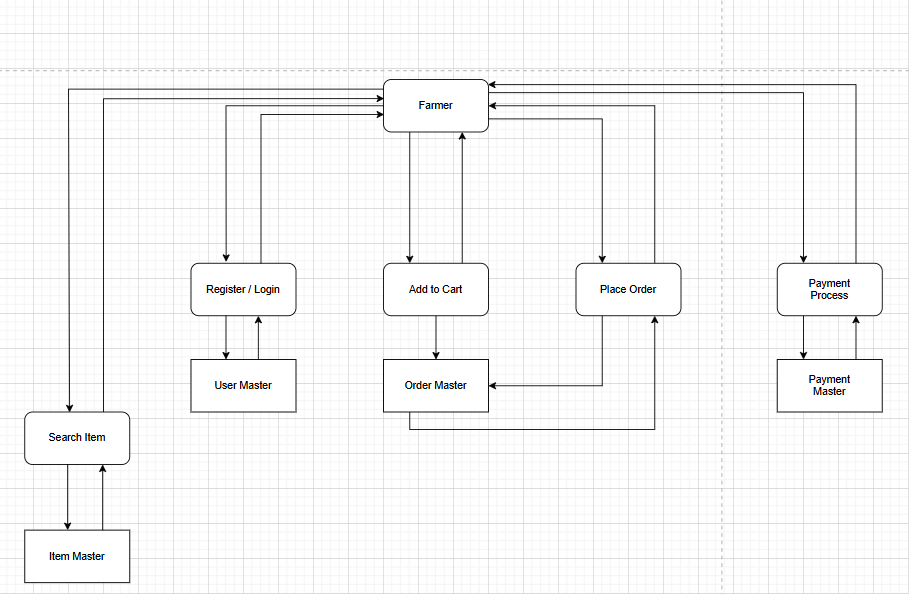 Farmer
Register / Login
Add to Cart
Place Order
Payment
Process
User Master
Order Master
Payment
Master
Search Item
Item Master